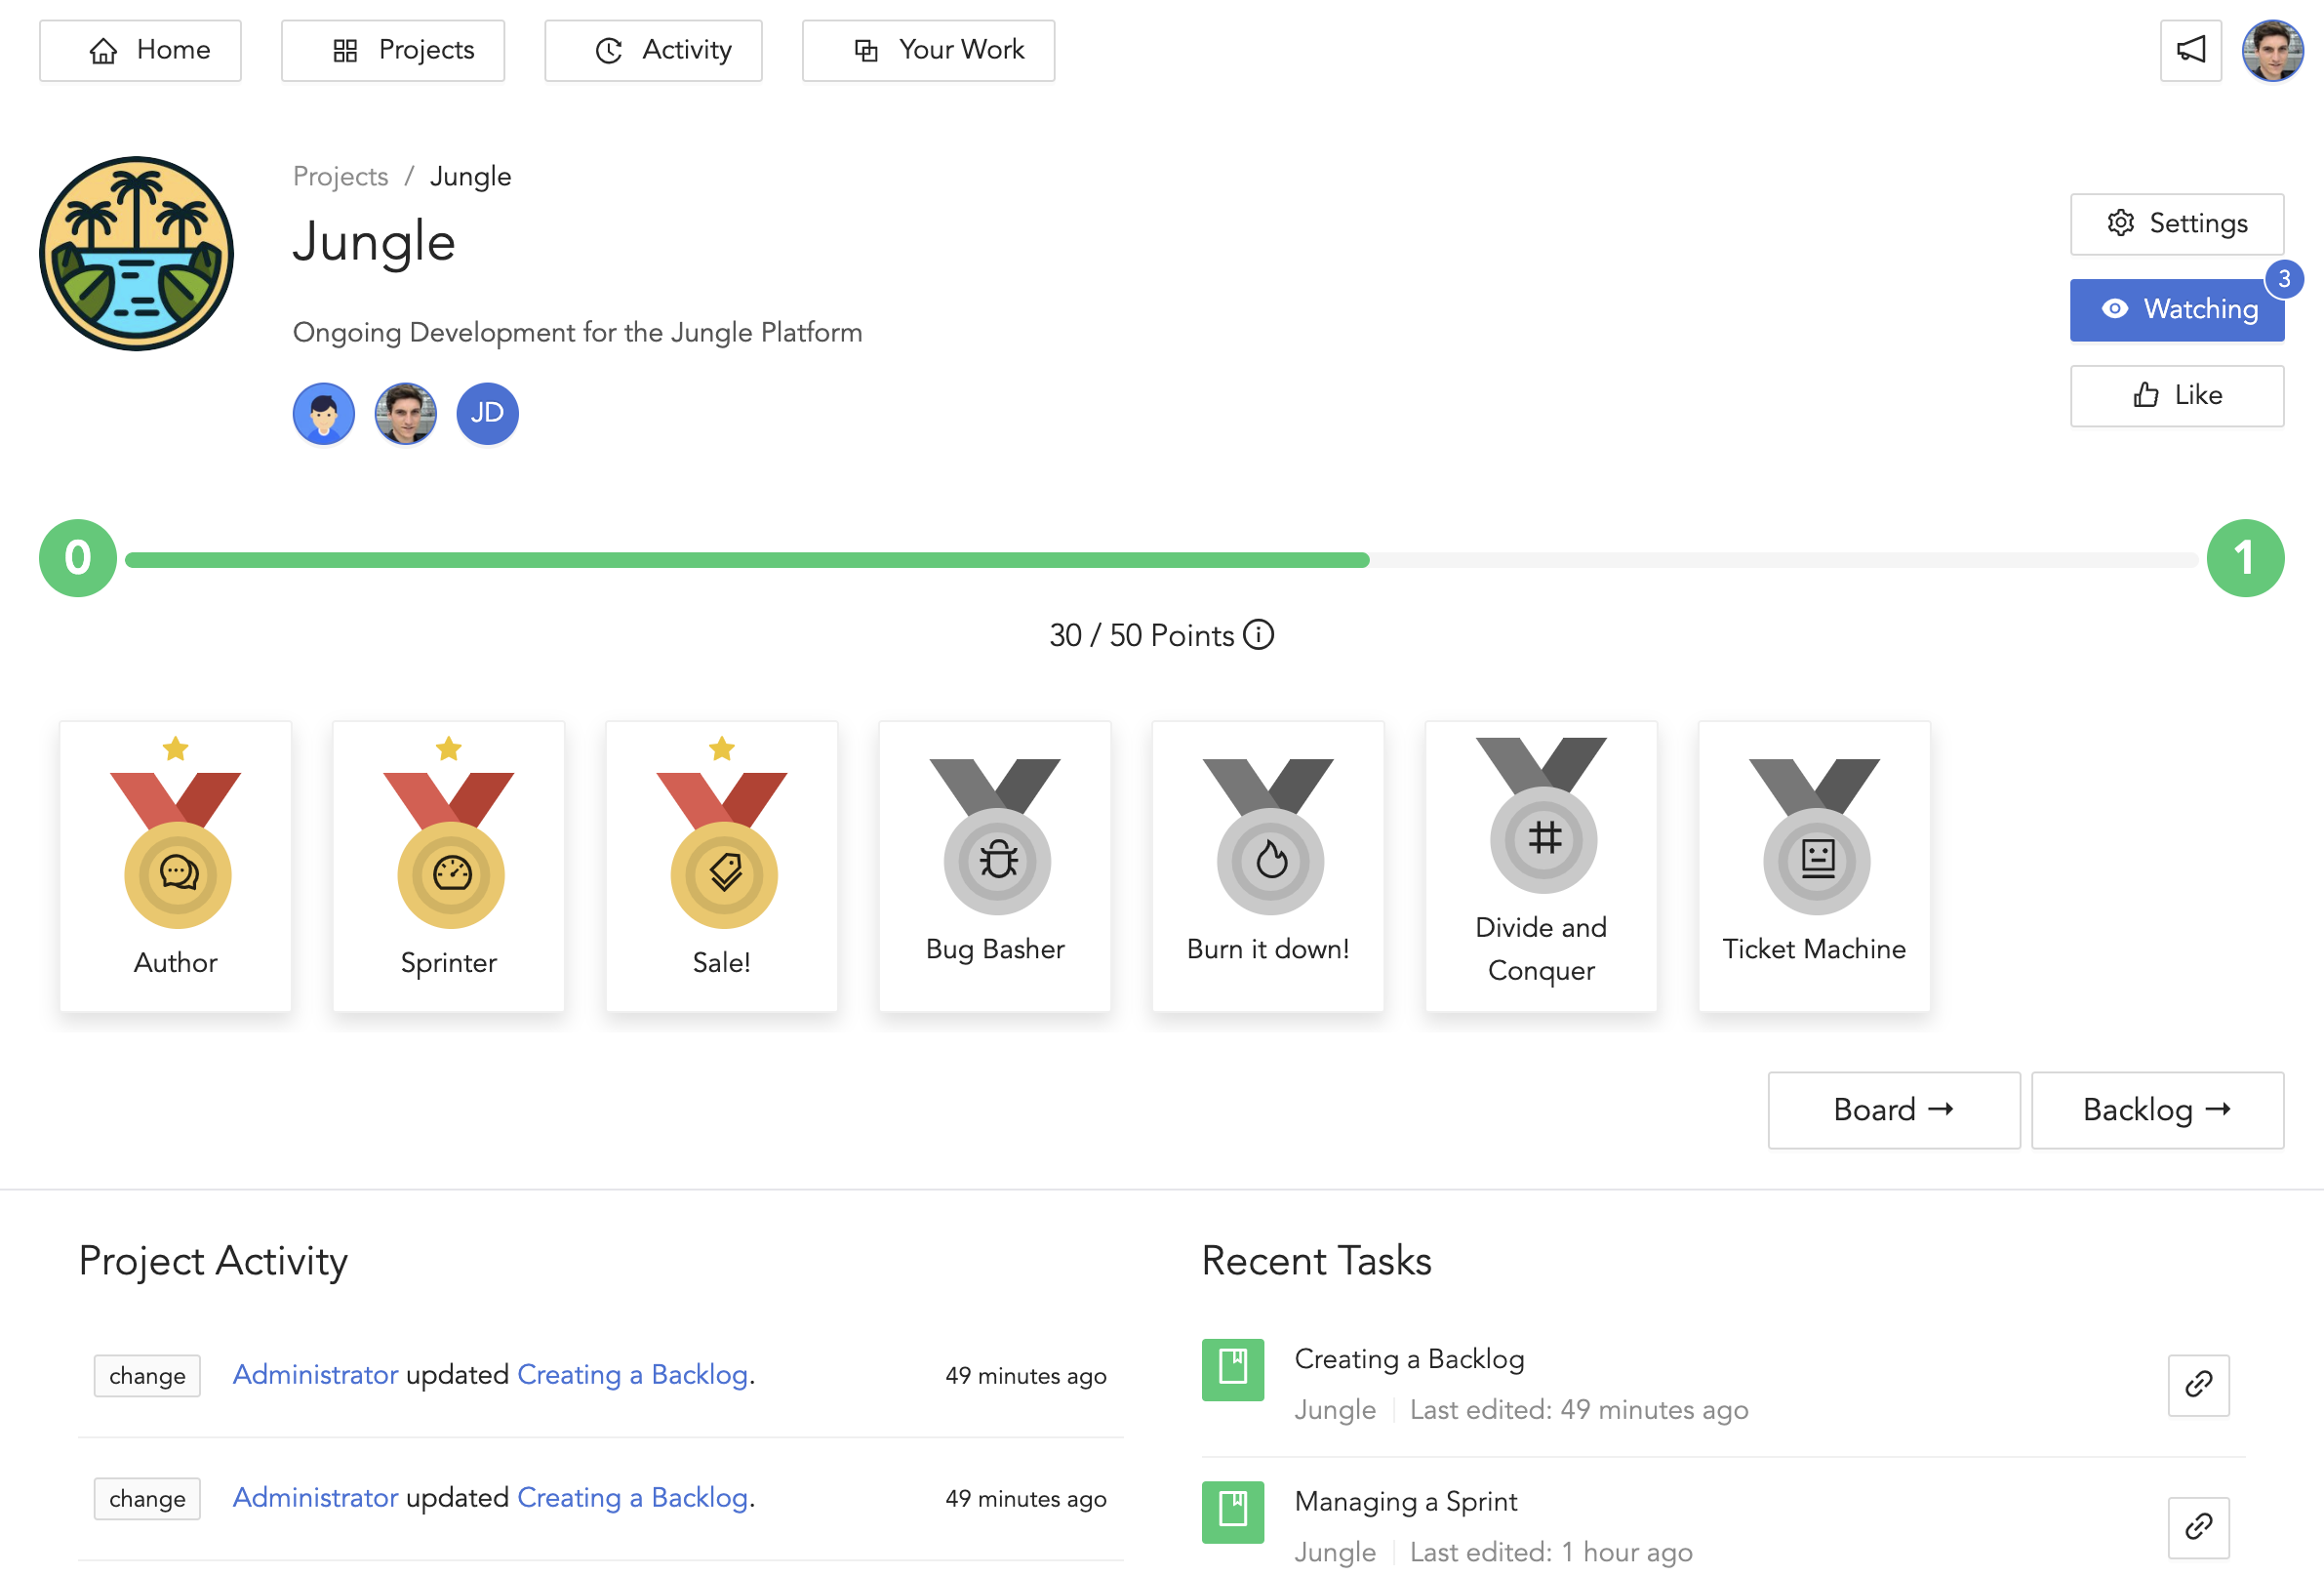 Home
Projects
Activity
Your Work
Projects / Jungle
Jungle
Ongoing Development for the Jungle Platform
JD
Settings
Watching
3
Like
0
1
30 / 50 Points
Author
Sprinter
Sale!
Bug Basher
Burn it down!
Divide and
Conquer
Ticket Machine
Board →
Backlog →
Project Activity
change Administrator updated Creating a Backlog. 49 minutes ago
change Administrator updated Creating a Backlog. 49 minutes ago
Recent Tasks
Creating a Backlog
Jungle Last edited: 49 minutes ago
Managing a Sprint
Jungle Last edited: 1 hour ago